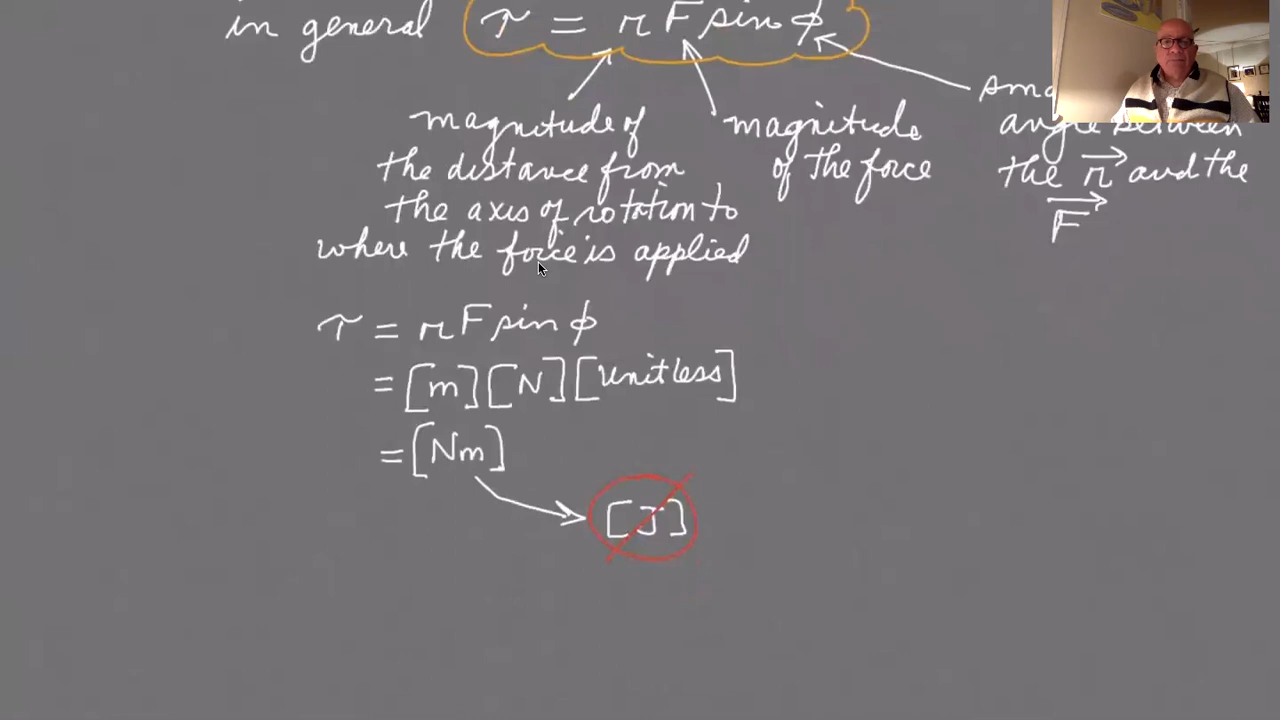 in general τ = r F sin φ
magnitude of
the distance from
the axis of rotation to
where the force is applied
magnitude
of the force
angle between
the r⃗ and the
F⃗
τ = r F sin φ
= [m] [N] [unitless]
= [Nm]
[J]